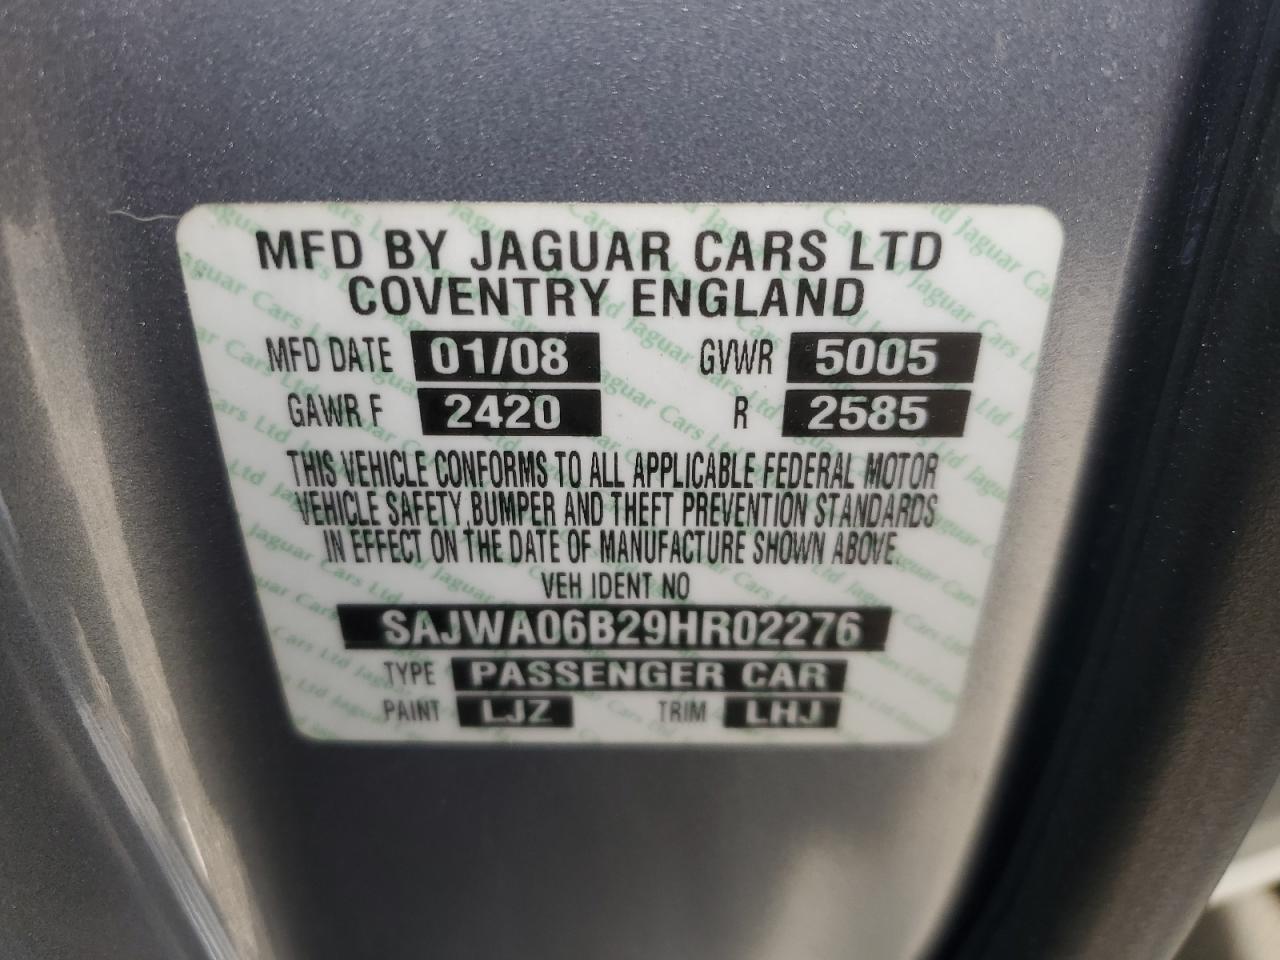 MFD BY JAGUAR CARS LTD
COVENTRY ENGLAND
MFD DATE 01/08 GVWR 5005
GAWR F 2420 R 2585
THIS VEHICLE CONFORMS TO ALL APPLICABLE FEDERAL MOTOR
VEHICLE SAFETY,BUMPER AND THEFT PREVENTION STANDARDS
IN EFFECT ON THE DATE OF MANUFACTURE SHOWN ABOVE
VEH IDENT NO
SAJWA06B29HR02276
TYPE PASSENGER CAR
PAINT LJZ TRIM LHJ